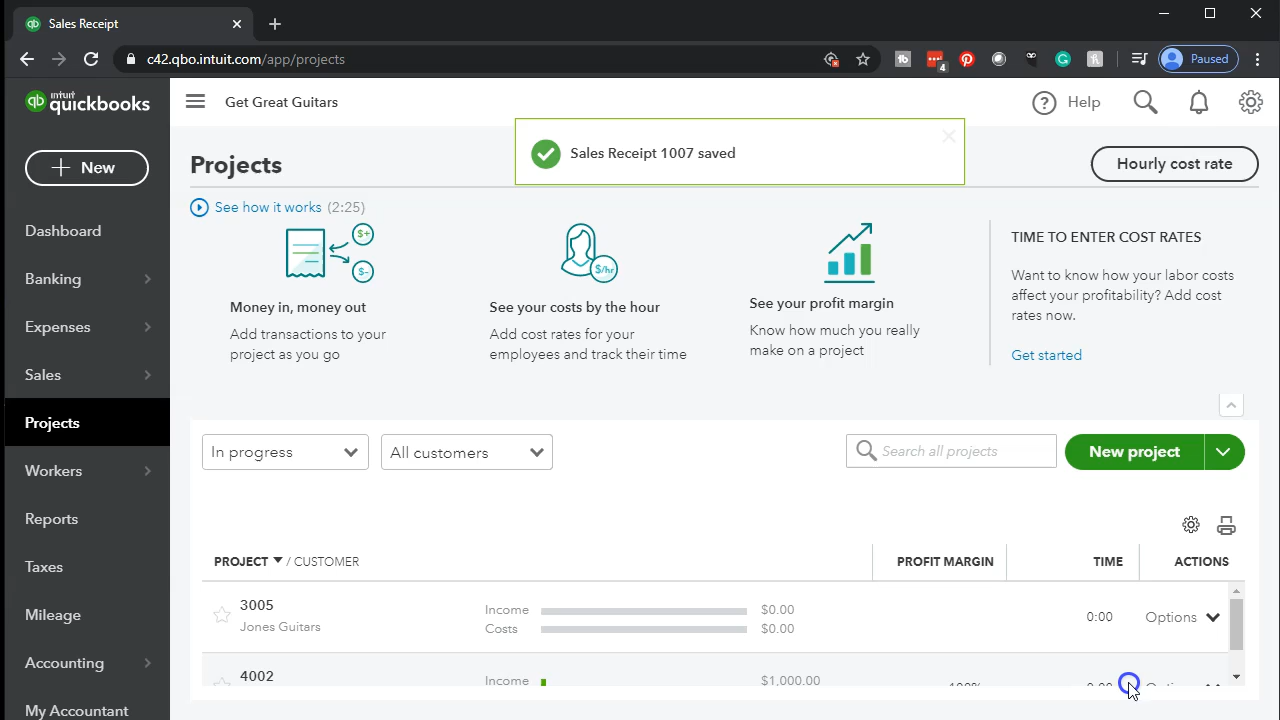 Sales Receipt
c42.qbo.intuit.com/app/projects
4
Paused
intuit
quickbooks
Get Great Guitars
Help
Sales Receipt 1007 saved
New
Projects
Hourly cost rate
See how it works (2:25)
Dashboard
Banking
Expenses
Sales
Projects
Workers
Reports
Taxes
Mileage
Accounting
My Accountant
$+
$-
$/hr
Money in, money out
Add transactions to your
project as you go
See your costs by the hour
Add cost rates for your
employees and track their time
See your profit margin
Know how much you really
make on a project
TIME TO ENTER COST RATES
Want to know how your labor costs
affect your profitability? Add cost
rates now.
Get started
In progress
All customers
Search all projects
New project
PROJECT / CUSTOMER
PROFIT MARGIN
TIME
ACTIONS
3005
Jones Guitars
Income $0.00
Costs $0.00
0:00
Options
4002
Income $1,000.00
100%